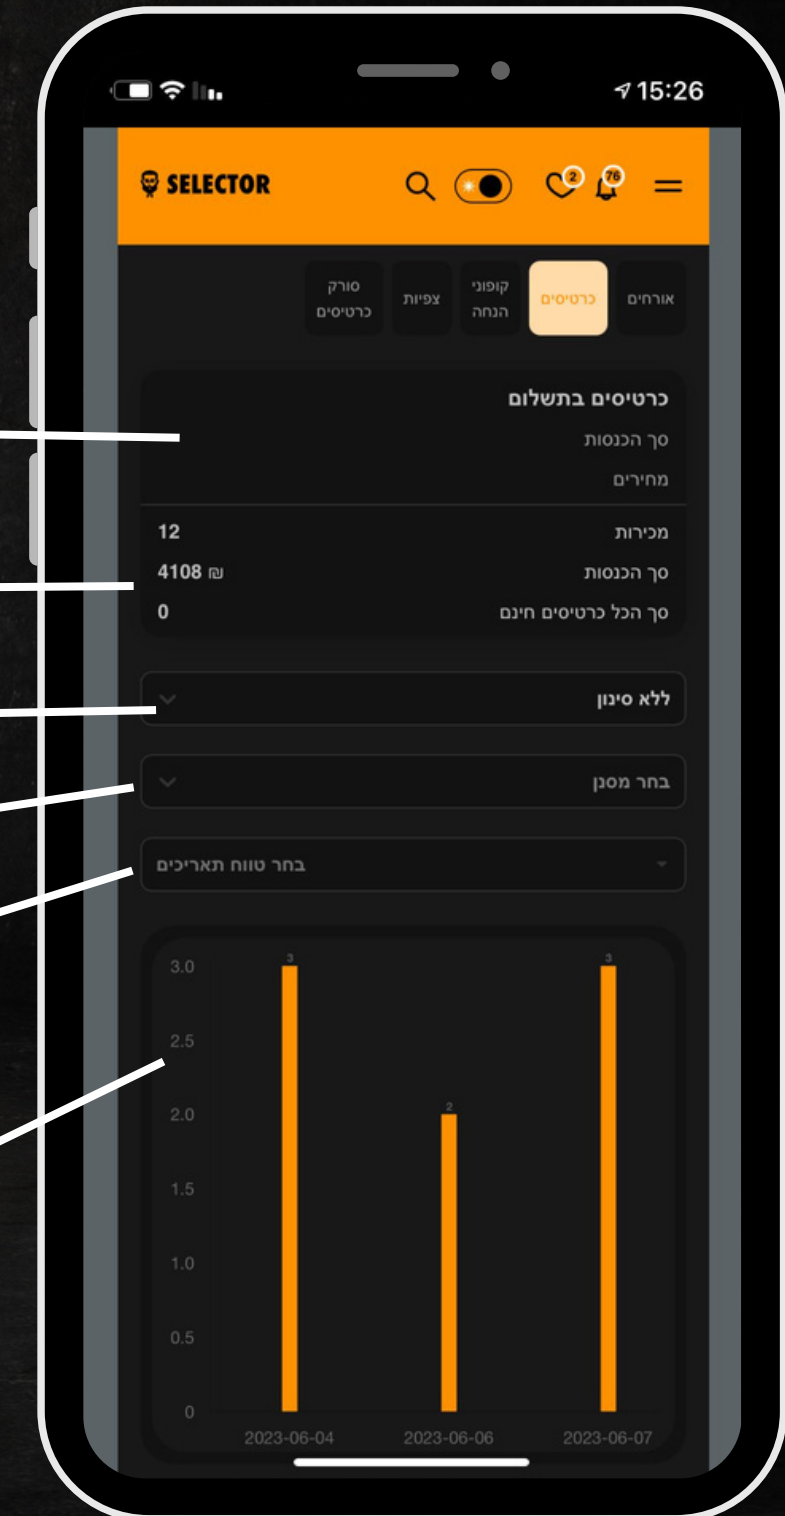 15:26
SELECTOR
2
76
אורחים
כרטיסים
קופוני
הנחה
צפיות
סורק
כרטיסים
כרטיסים בתשלום
סך הכנסות
מחירים
מכירות 12
סך הכנסות 4108 ₪
סך הכל כרטיסים חינם 0
ללא סינון
בחר מסנן
בחר טווח תאריכים
3.0
2.5
2.0
1.5
1.0
0.5
0
3
2
3
2023-06-04
2023-06-06
2023-06-07